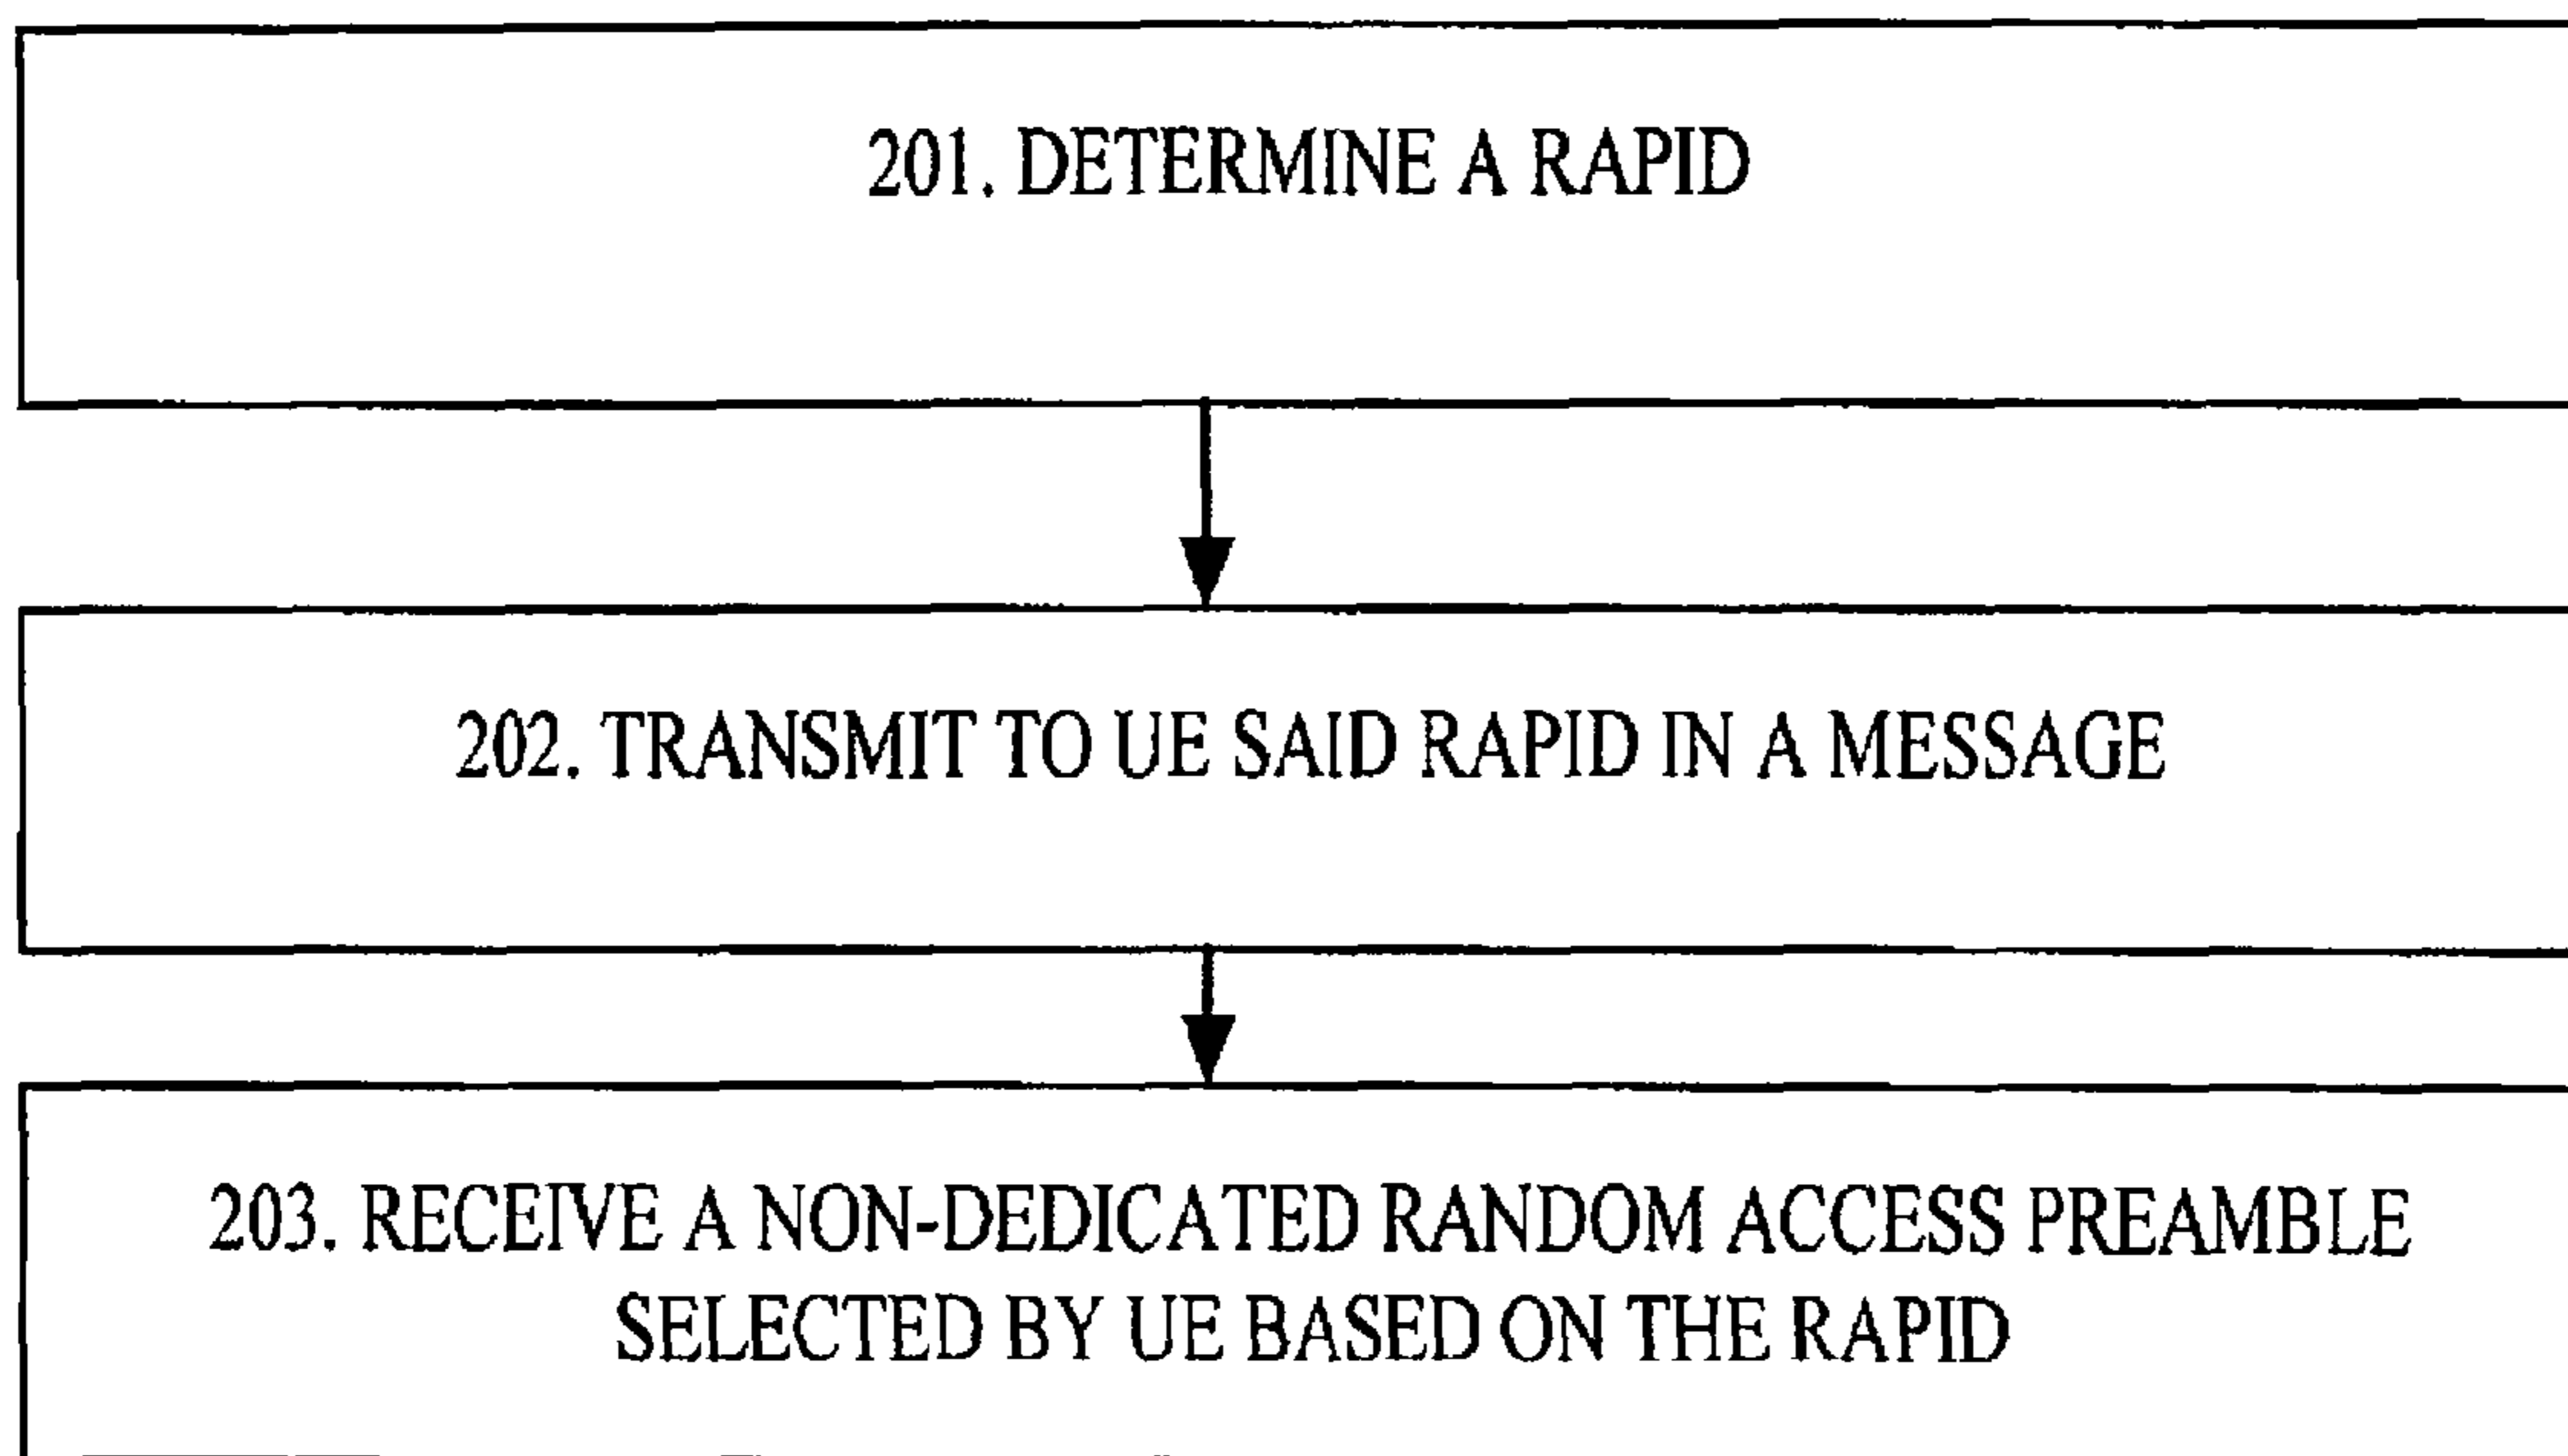 201. DETERMINE A RAPID
202. TRANSMIT TO UE SAID RAPID IN A MESSAGE
203. RECEIVE A NON-DEDICATED RANDOM ACCESS PREAMBLE
SELECTED BY UE BASED ON THE RAPID